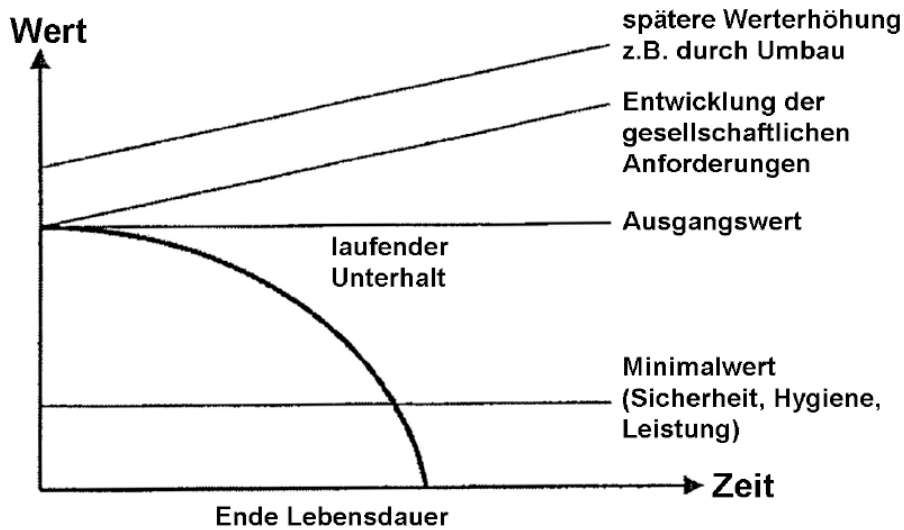 Wert
spätere Werterhöhung
z.B. durch Umbau
Entwicklung der
gesellschaftlichen
Anforderungen
Ausgangswert
laufender
Unterhalt
Minimalwert
(Sicherheit, Hygiene,
Leistung)
Zeit
Ende Lebensdauer